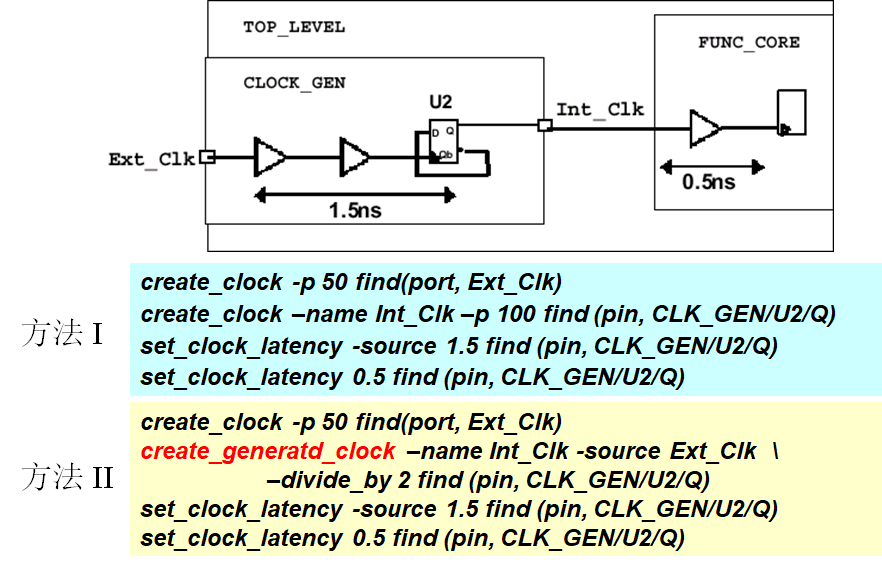 TOP_LEVEL
FUNC_CORE
CLOCK_GEN
U2
Int_Clk
D Q
Ext_Clk
Qb
0.5ns
1.5ns
create_clock -p 50 find(port, Ext_Clk)
create_clock –name Int_Clk –p 100 find (pin, CLK_GEN/U2/Q)
方法 I
set_clock_latency -source 1.5 find (pin, CLK_GEN/U2/Q)
set_clock_latency 0.5 find (pin, CLK_GEN/U2/Q)
create_clock -p 50 find(port, Ext_Clk)
create_generatd_clock –name Int_Clk -source Ext_Clk \
方法 II
–divide_by 2 find (pin, CLK_GEN/U2/Q)
set_clock_latency -source 1.5 find (pin, CLK_GEN/U2/Q)
set_clock_latency 0.5 find (pin, CLK_GEN/U2/Q)